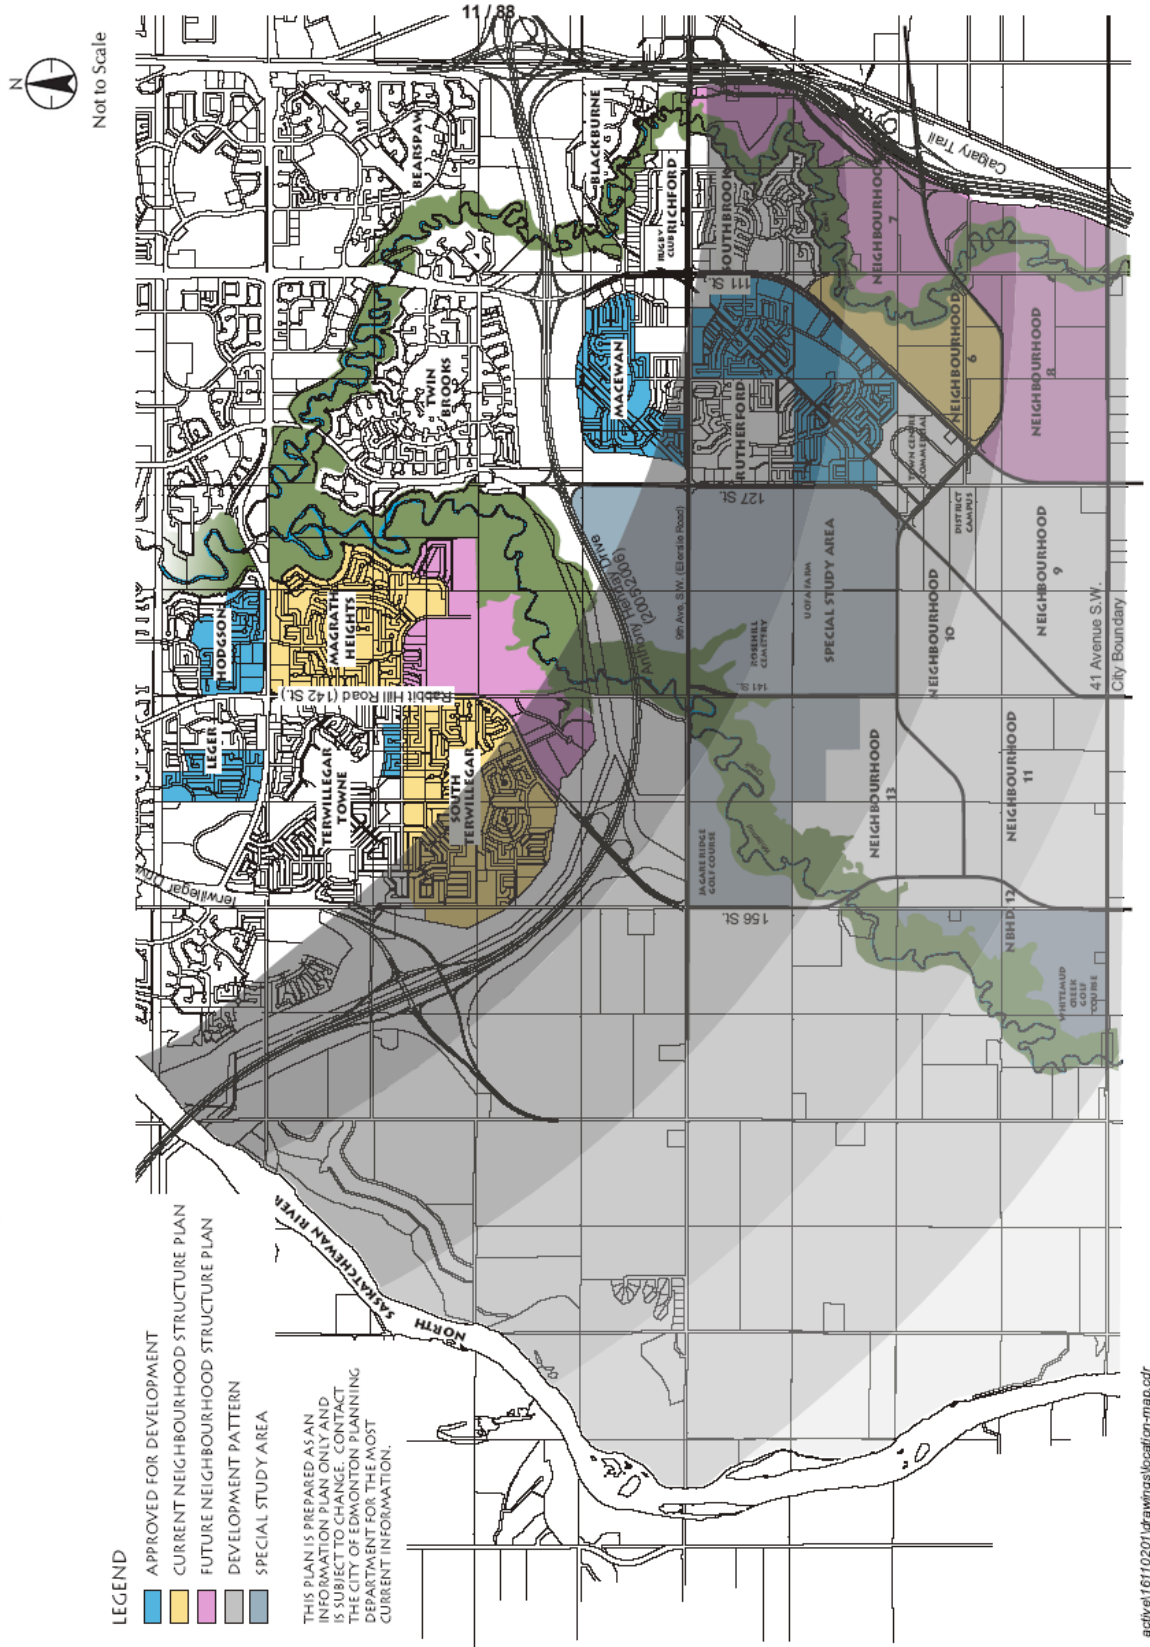 11 / 88
N
Not to Scale
BEARSPAW
BLACKBURNE
RUGBY
CLUB
RICHFORD
SOUTHBROOK
Calgary Trail
NEIGHBOURHOOD
7
TWIN
BROOKS
MACEWAN
111 St.
RUTHERFORD
NEIGHBOURHOOD
6
NEIGHBOURHOOD
8
TOWN CENTRE
COMMERCIAL
127 St.
DISTRICT
CAMPUS
Anthony Henday Drive
(2005/2006)
9th Ave. S.W. (Ellerslie Road)
U OF A FARM
SPECIAL STUDY AREA
NEIGHBOURHOOD
9
HODGSON
MAGRATH
HEIGHTS
ROSEHILL
CEMETERY
NEIGHBOURHOOD
10
41 Avenue S.W.
City Boundary
Rabbit Hill Road (142 St.)
141 St.
LEGER
TERWILLEGAR
TOWNE
SOUTH
TERWILLEGAR
NEIGHBOURHOOD
13
NEIGHBOURHOOD
11
Terwillegar Drive
JAGARE RIDGE
GOLF COURSE
156 St.
NBHD. 12
WHITEMUD
CREEK
GOLF
COURSE
NORTH SASKATCHEWAN RIVER
LEGEND
APPROVED FOR DEVELOPMENT
CURRENT NEIGHBOURHOOD STRUCTURE PLAN
FUTURE NEIGHBOURHOOD STRUCTURE PLAN
DEVELOPMENT PATTERN
SPECIAL STUDY AREA
THIS PLAN IS PREPARED AS AN
INFORMATION PLAN ONLY AND
IS SUBJECT TO CHANGE. CONTACT
THE CITY OF EDMONTON PLANNING
DEPARTMENT FOR THE MOST
CURRENT INFORMATION.
active\16110201\drawings\location-map.cdr